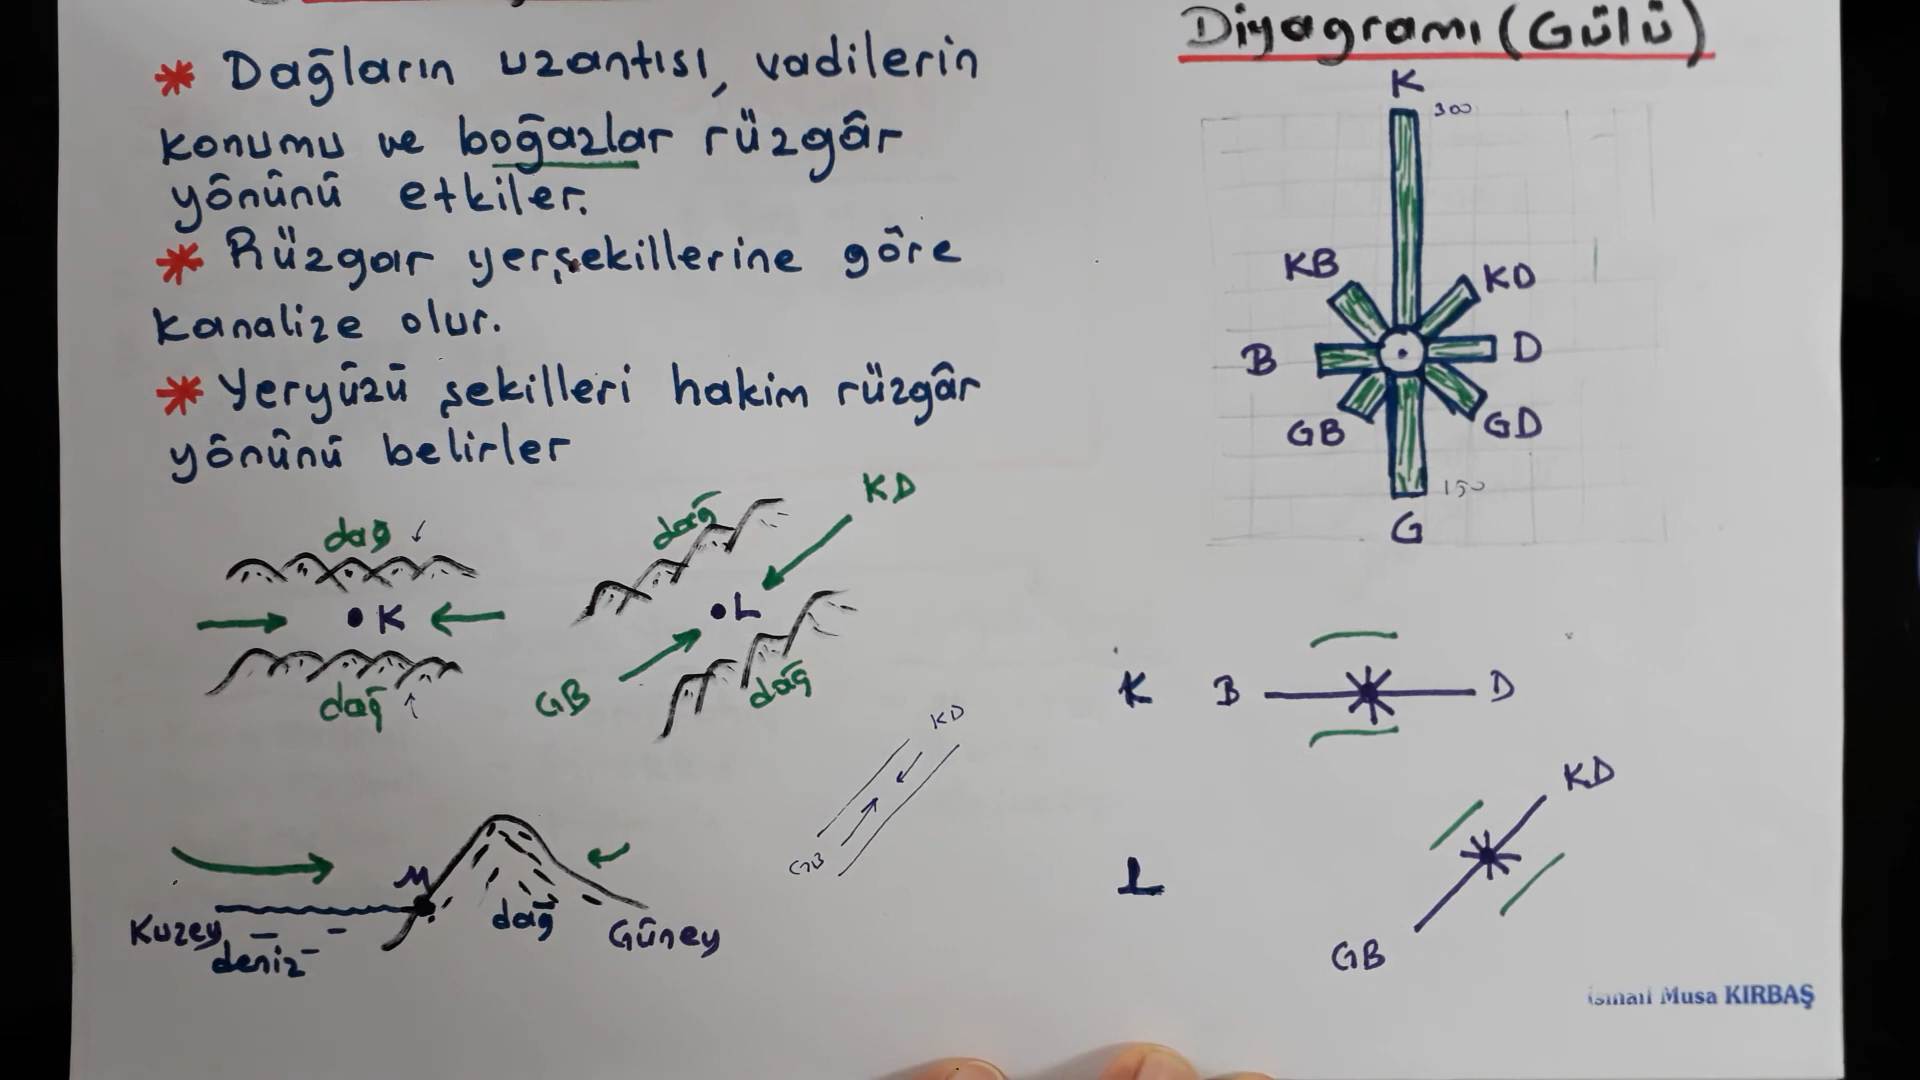 Dağların uzantısı, vadilerin
konumu ve boğazlar rüzgâr
yönünü etkiler.
Rüzgar yerşekillerine göre
kanalize olur.
Yeryüzü şekilleri hakim rüzgâr
yönünü belirler
dağ
K
dağ
dağ
KD
L
GB
dağ
KD
GB
M
Kuzey
deniz
dağ
Güney
Diyagramı (Gülü)
K
300
KB
KD
B
D
GB
GD
150
G
K B D
KD
L
GB
İsmail Musa KIRBAŞ